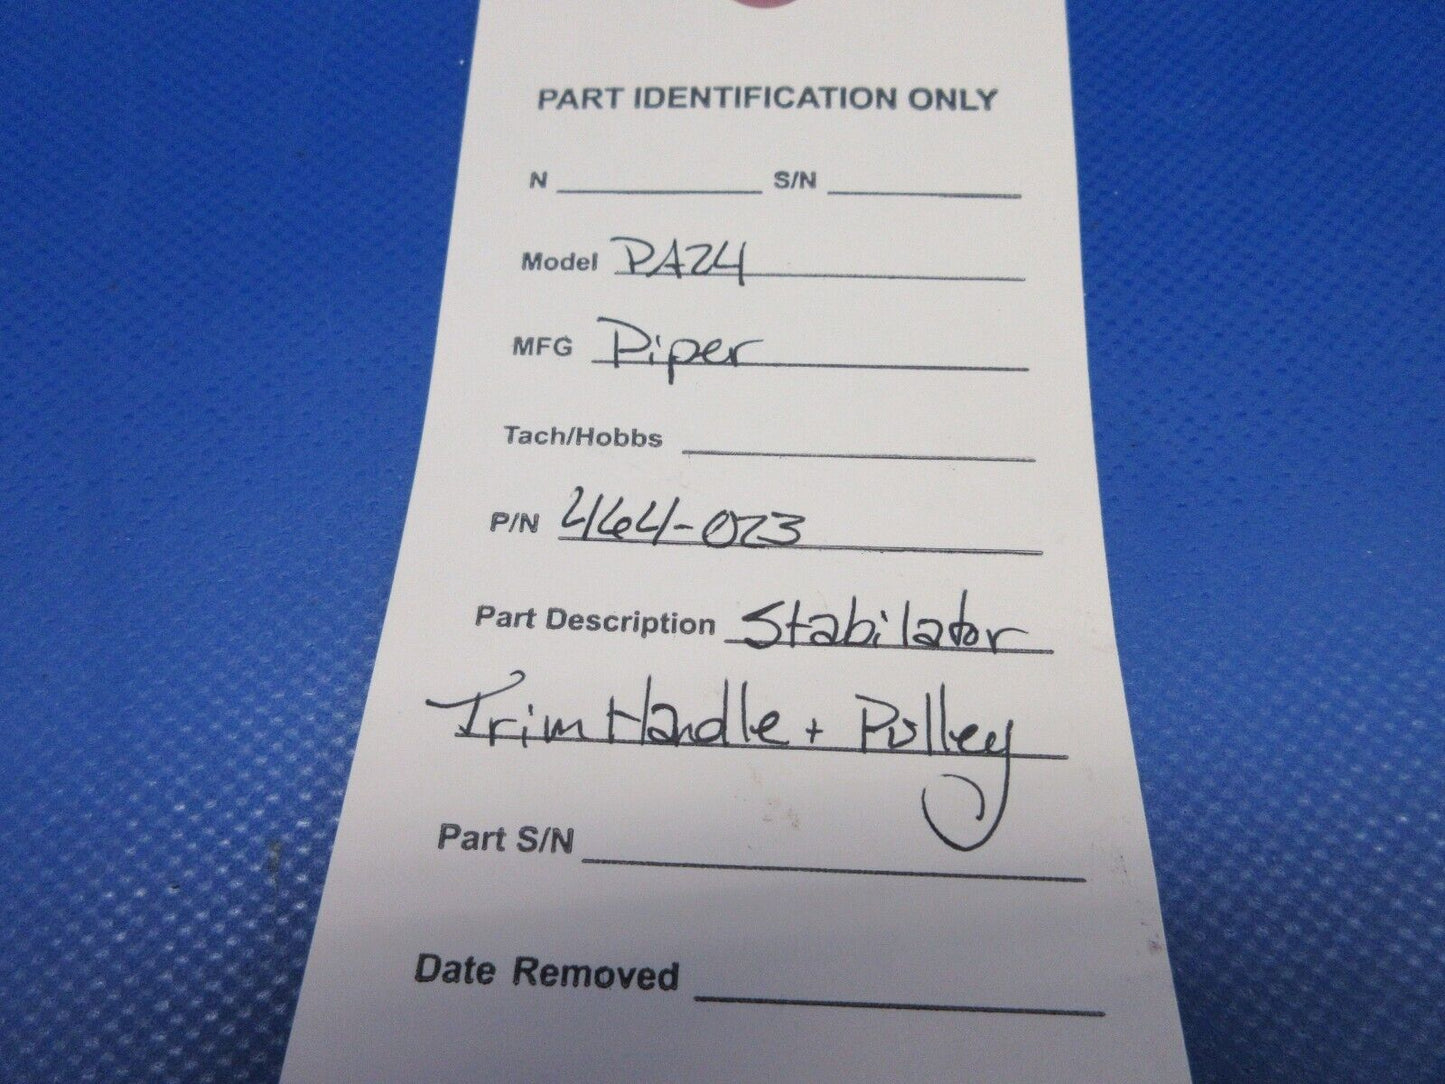 PART IDENTIFICATION ONLY
N S/N
Model PA24
MFG Piper
Tach/Hobbs
P/N 464-023
Part Description Stabilator
Trim Handle + Pulley
Part S/N
Date Removed